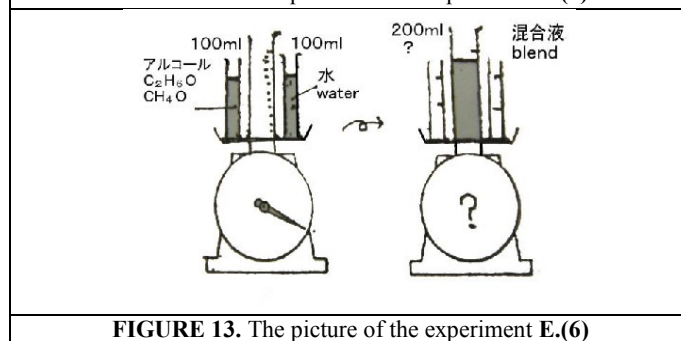 100ml 100ml
アルコール
C₂H₆O
CH₄O
水
water
200ml
?
混合液
blend
?
FIGURE 13. The picture of the experiment E.(6)